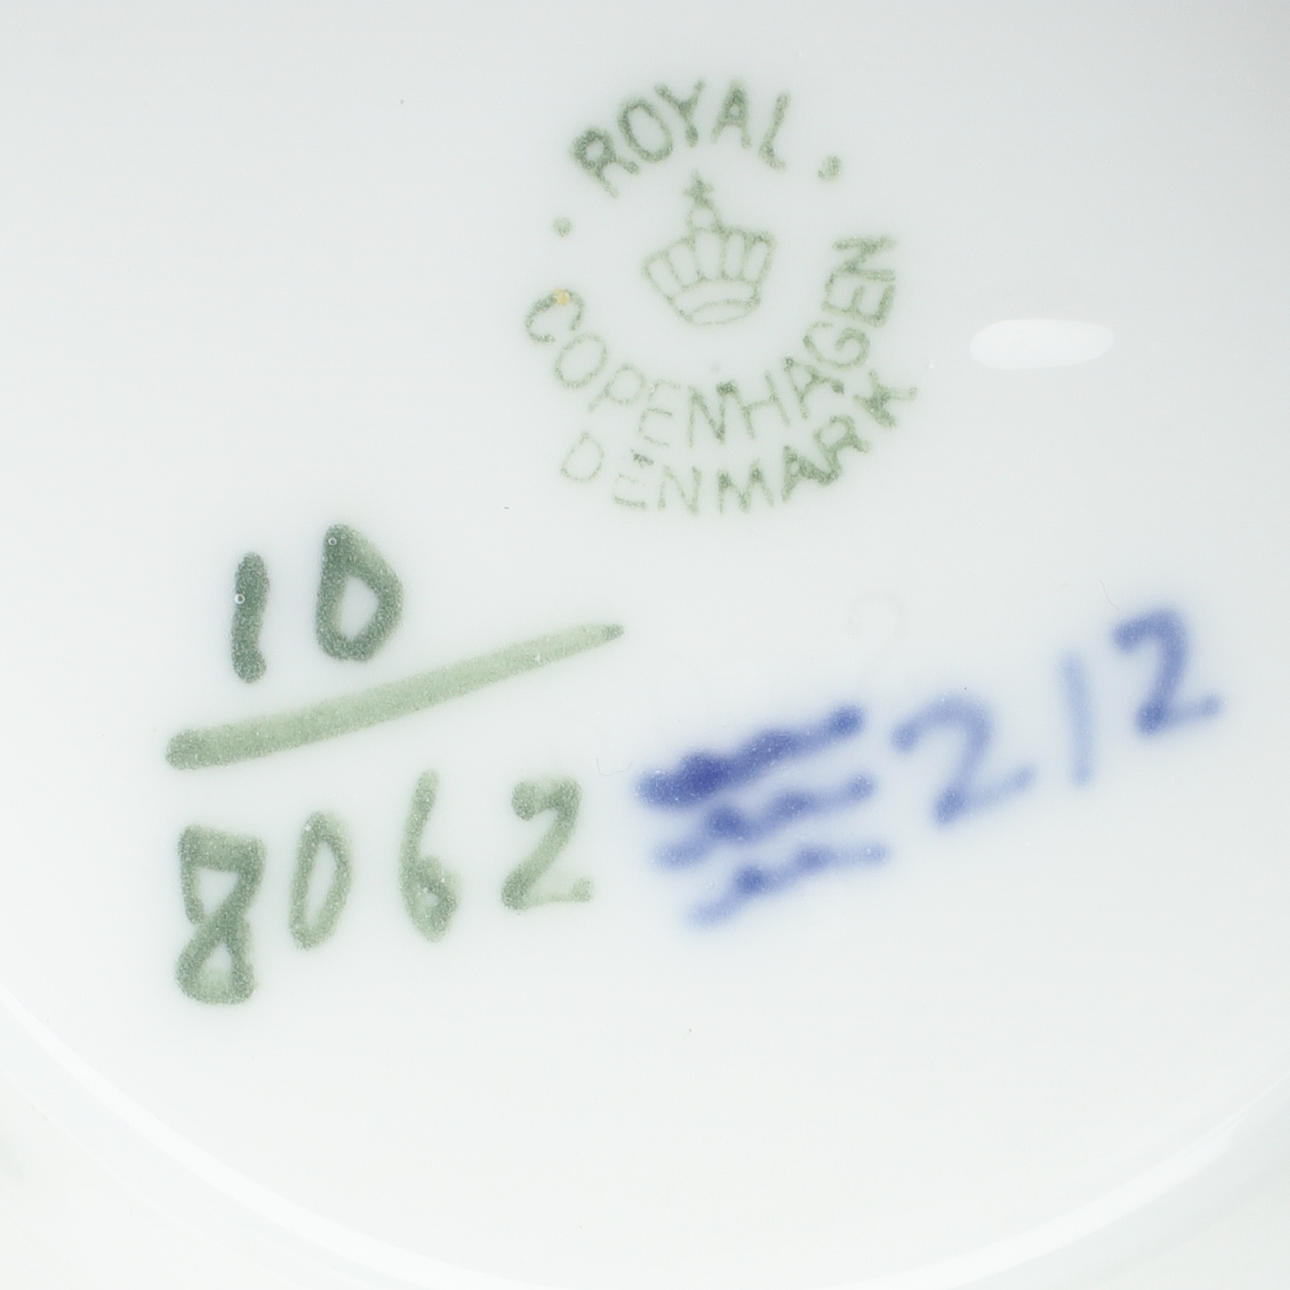 ROYAL
COPENHAGEN
DENMARK
10
8062
212